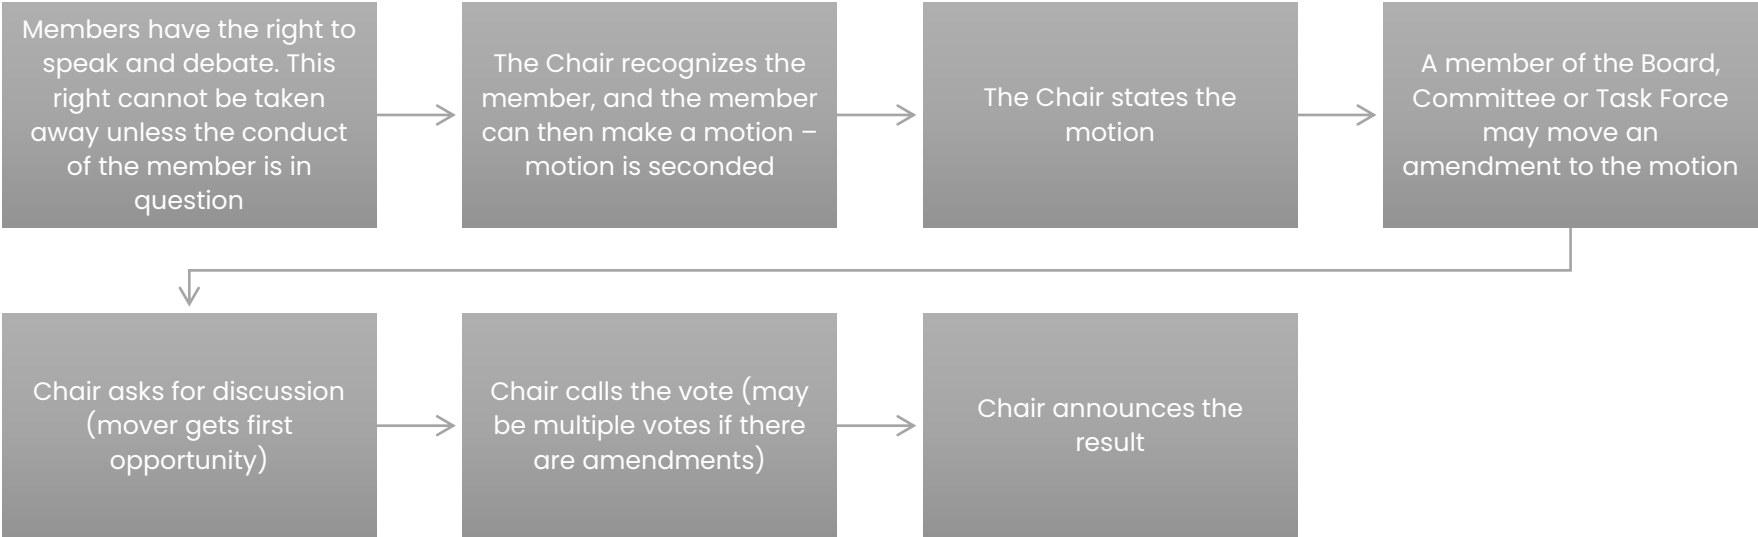 Members have the right to
speak and debate. This
right cannot be taken
away unless the conduct
of the member is in
question
The Chair recognizes the
member, and the member
can then make a motion –
motion is seconded
The Chair states the
motion
A member of the Board,
Committee or Task Force
may move an
amendment to the motion
Chair asks for discussion
(mover gets first
opportunity)
Chair calls the vote (may
be multiple votes if there
are amendments)
Chair announces the
result